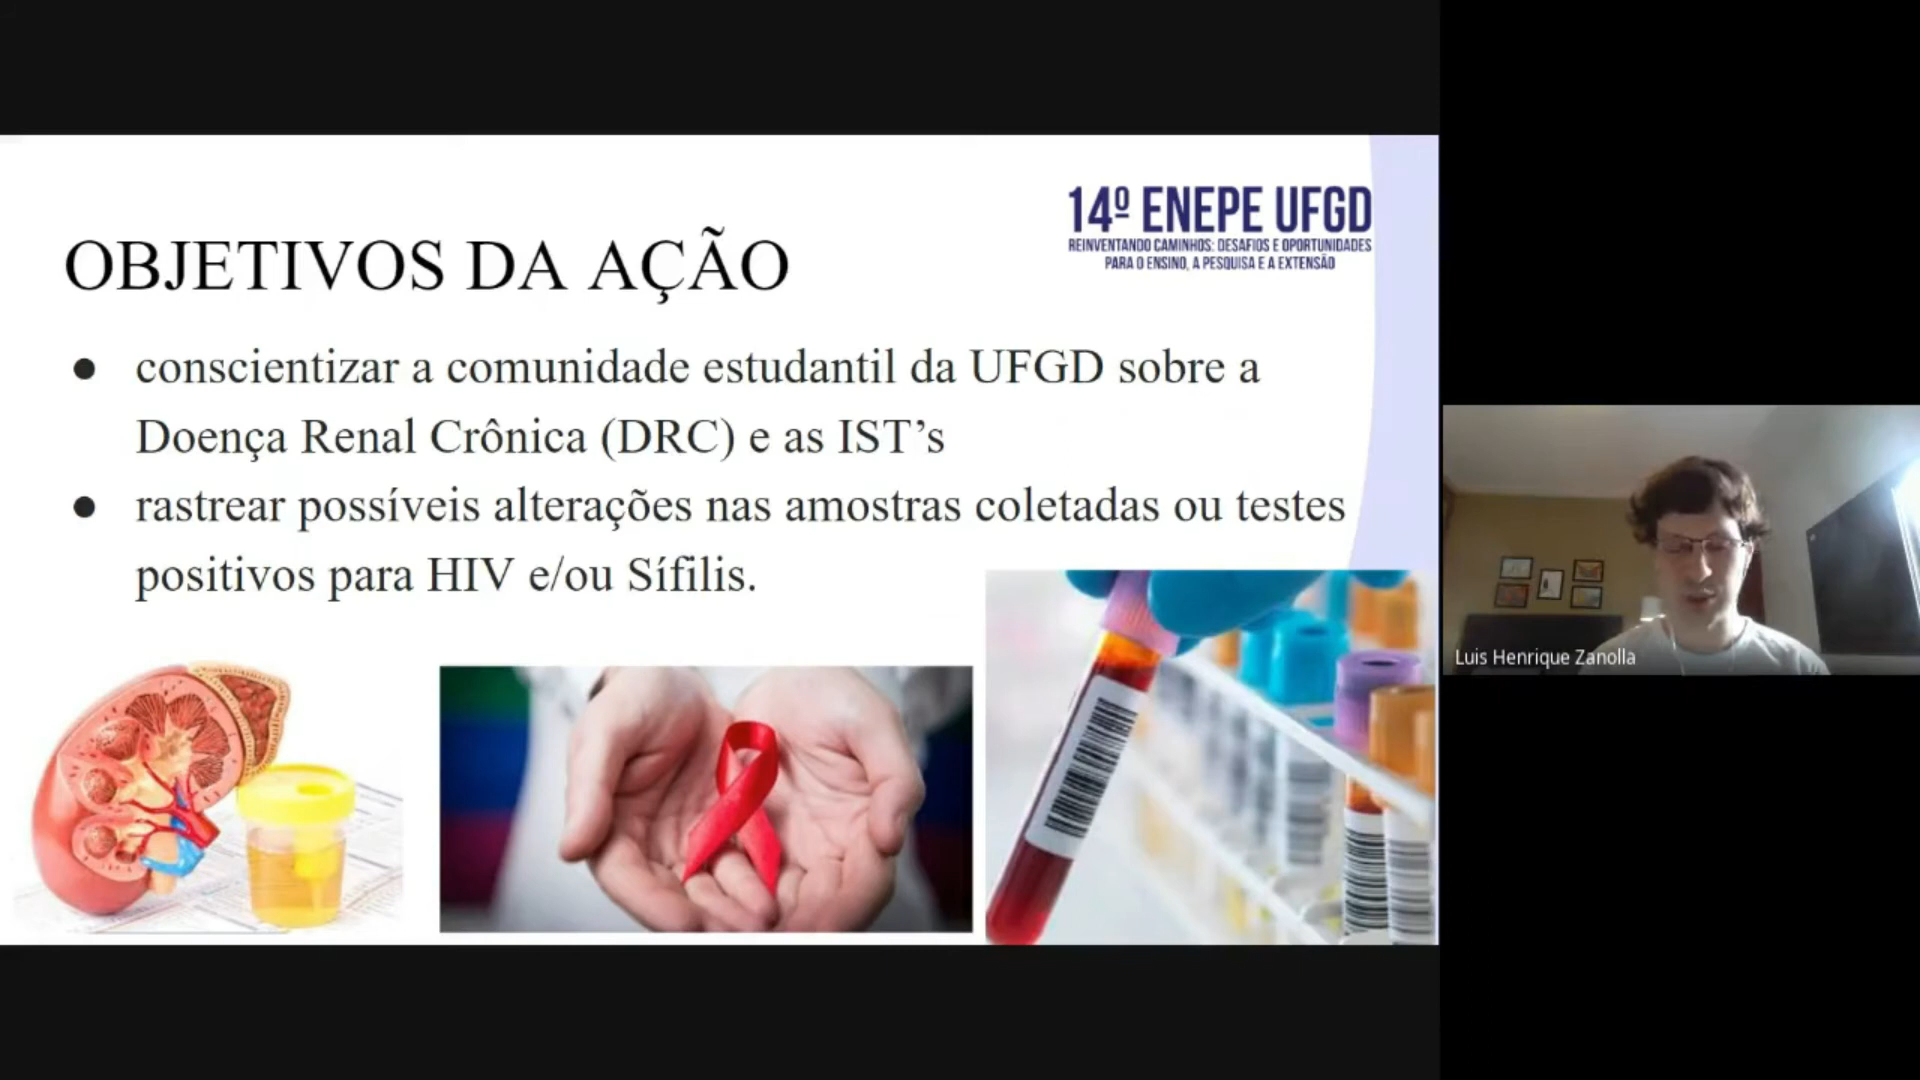 14º ENEPE UFGD
REINVENTANDO CAMINHOS: DESAFIOS E OPORTUNIDADES
PARA O ENSINO, A PESQUISA E A EXTENSÃO
OBJETIVOS DA AÇÃO
● conscientizar a comunidade estudantil da UFGD sobre a
Doença Renal Crônica (DRC) e as IST’s
● rastrear possíveis alterações nas amostras coletadas ou testes
positivos para HIV e/ou Sífilis.
Luis Henrique Zanolla